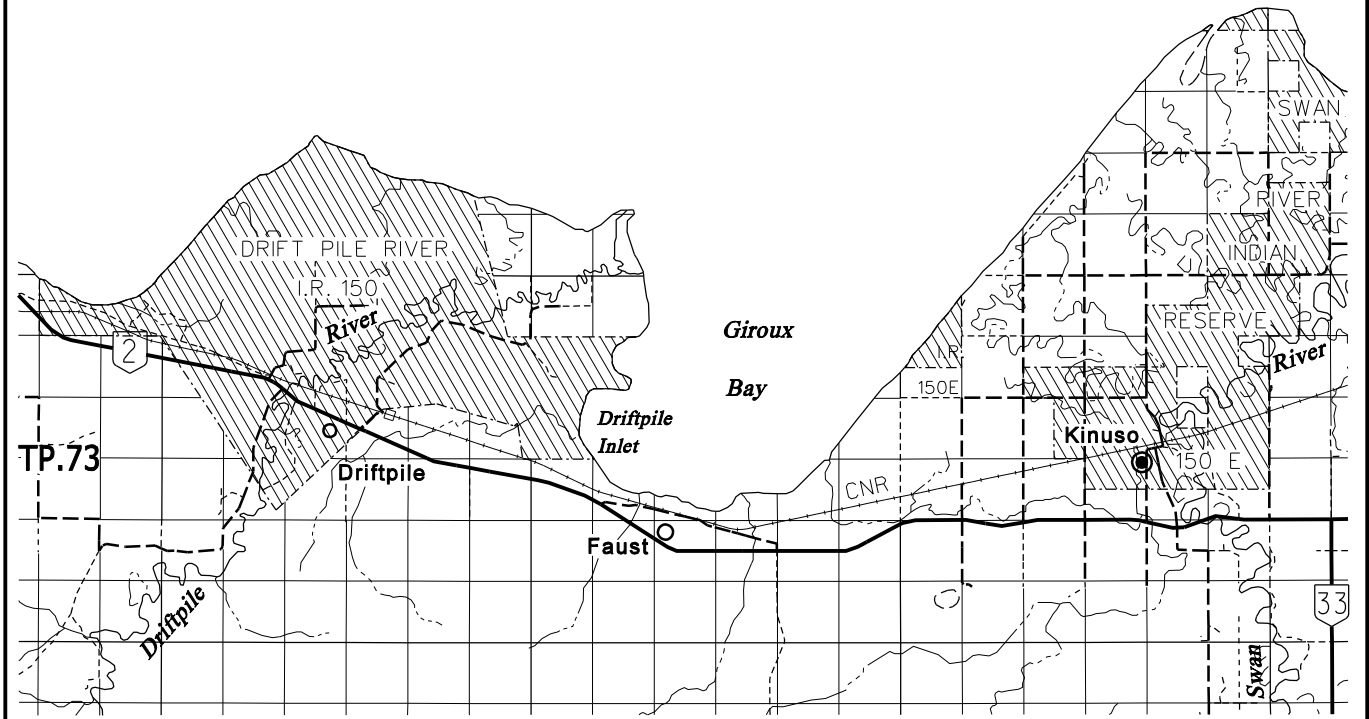 SWAN
RIVER
INDIAN
RESERVE
DRIFT PILE RIVER
I.R. 150
River
2
Giroux
Bay
River
I.R.
150E
Driftpile
Inlet
Kinuso
150 E
TP.73
Driftpile
CNR
Faust
33
Driftpile
Swan